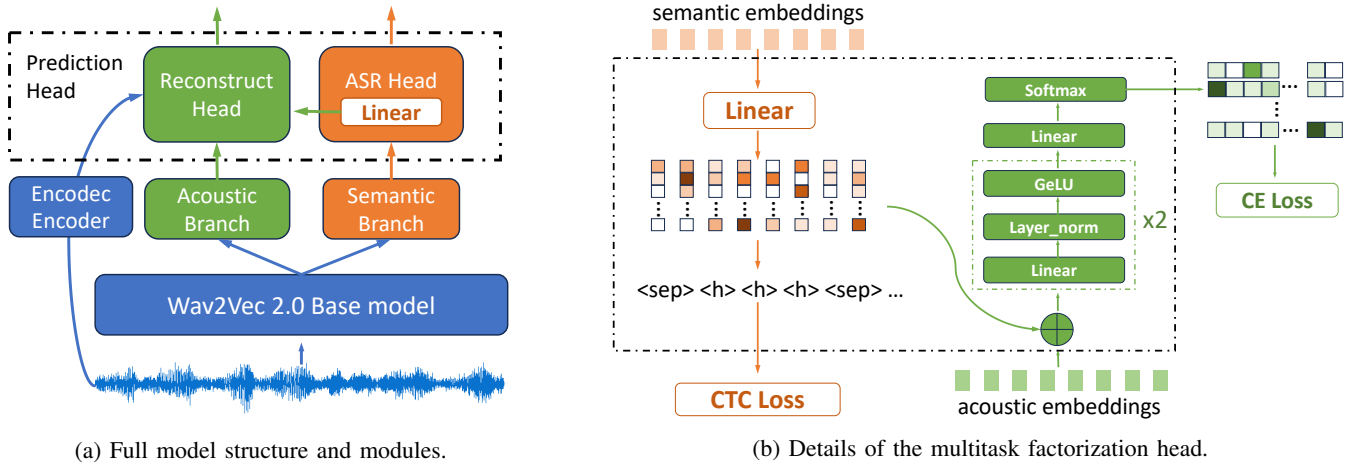 Prediction
Head
Reconstruct
Head
ASR Head
Linear
Encodec
Encoder
Acoustic
Branch
Semantic
Branch
Wav2Vec 2.0 Base model
(a) Full model structure and modules.
semantic embeddings
Linear
<sep> <h> <h> <h> <sep> ...
CTC Loss
Softmax
Linear
GeLU
Layer_norm
Linear
x2
acoustic embeddings
CE Loss
(b) Details of the multitask factorization head.